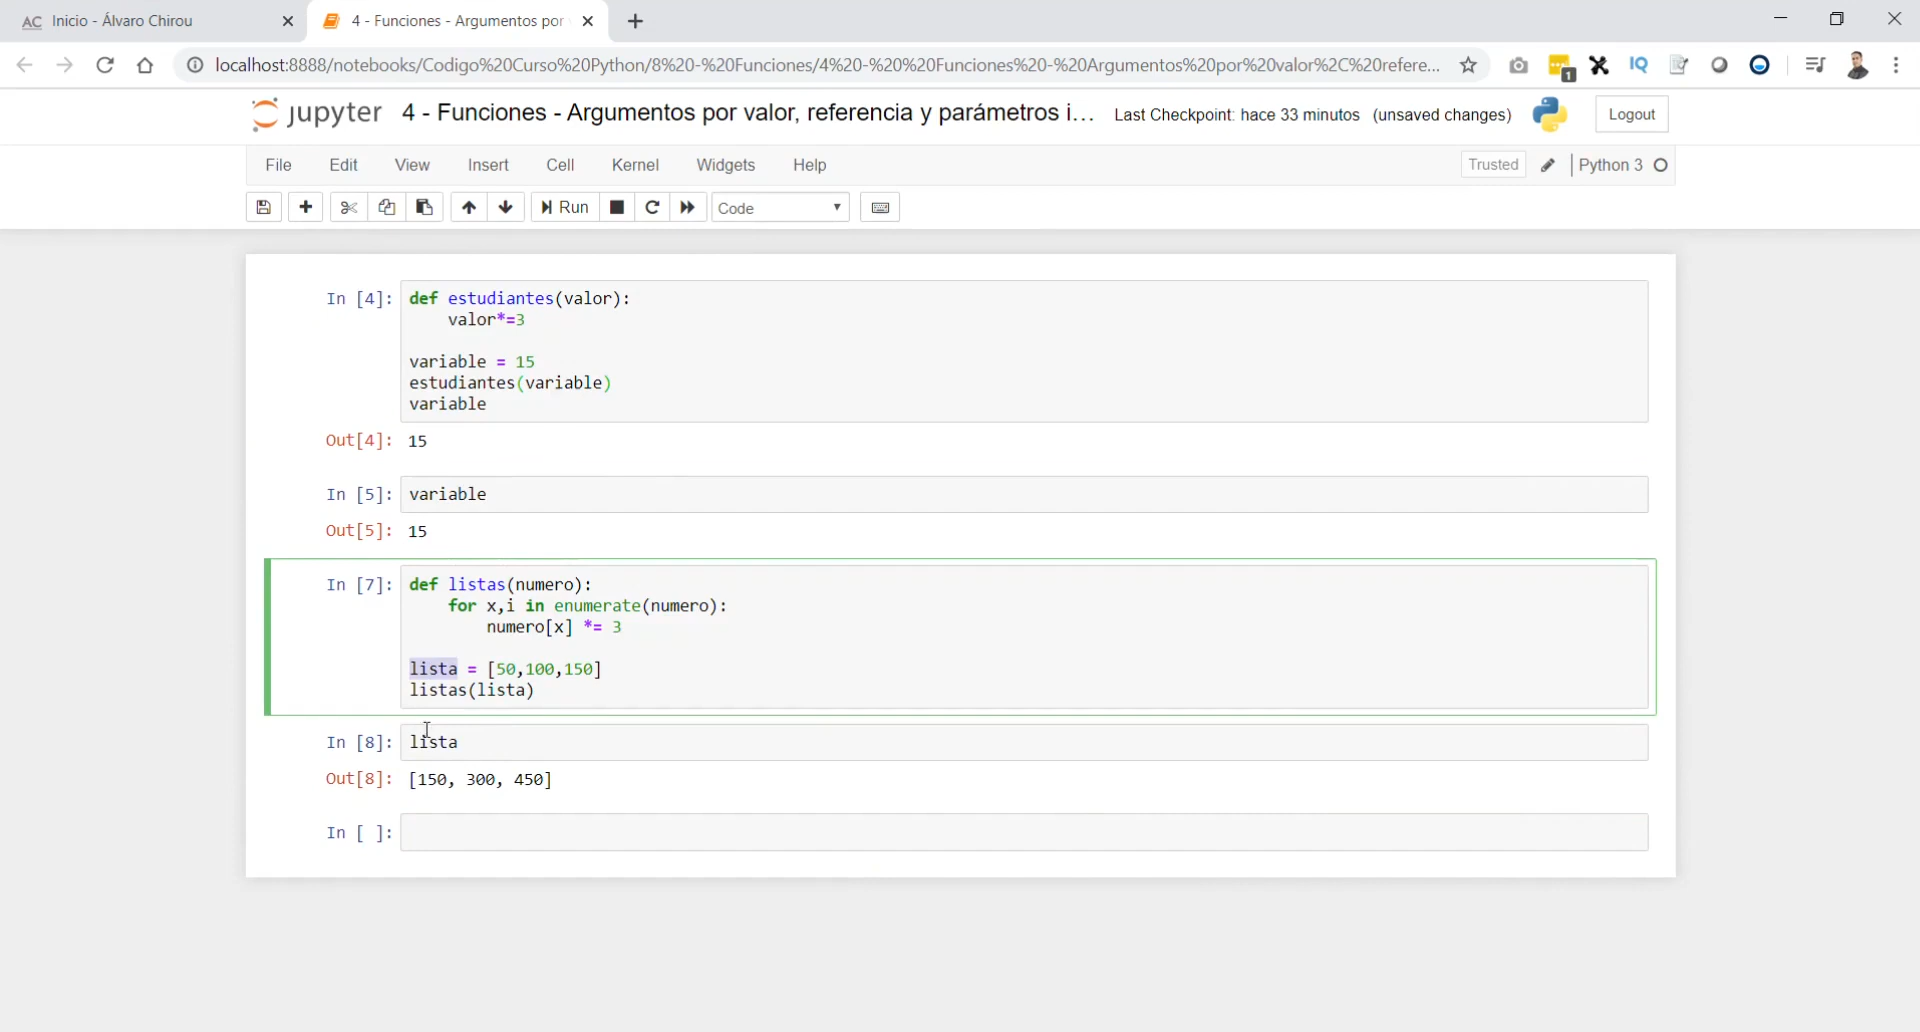 Inicio - Álvaro Chirou
4 - Funciones - Argumentos por
localhost:8888/notebooks/Codigo%20Curso%20Python/8%20-%20Funciones/4%20-%20%20Funciones%20-%20Argumentos%20por%20valor%2C%20refere...
1
IQ
jupyter 4 - Funciones - Argumentos por valor, referencia y parámetros i... Last Checkpoint: hace 33 minutos (unsaved changes) Logout
File Edit View Insert Cell Kernel Widgets Help Trusted Python 3
Run Code
In [4]: def estudiantes(valor):
valor*=3
variable = 15
estudiantes(variable)
variable
Out[4]: 15
In [5]: variable
Out[5]: 15
In [7]: def listas(numero):
for x,i in enumerate(numero):
numero[x] *= 3
lista = [50,100,150]
listas(lista)
In [8]: lista
Out[8]: [150, 300, 450]
In [ ]: